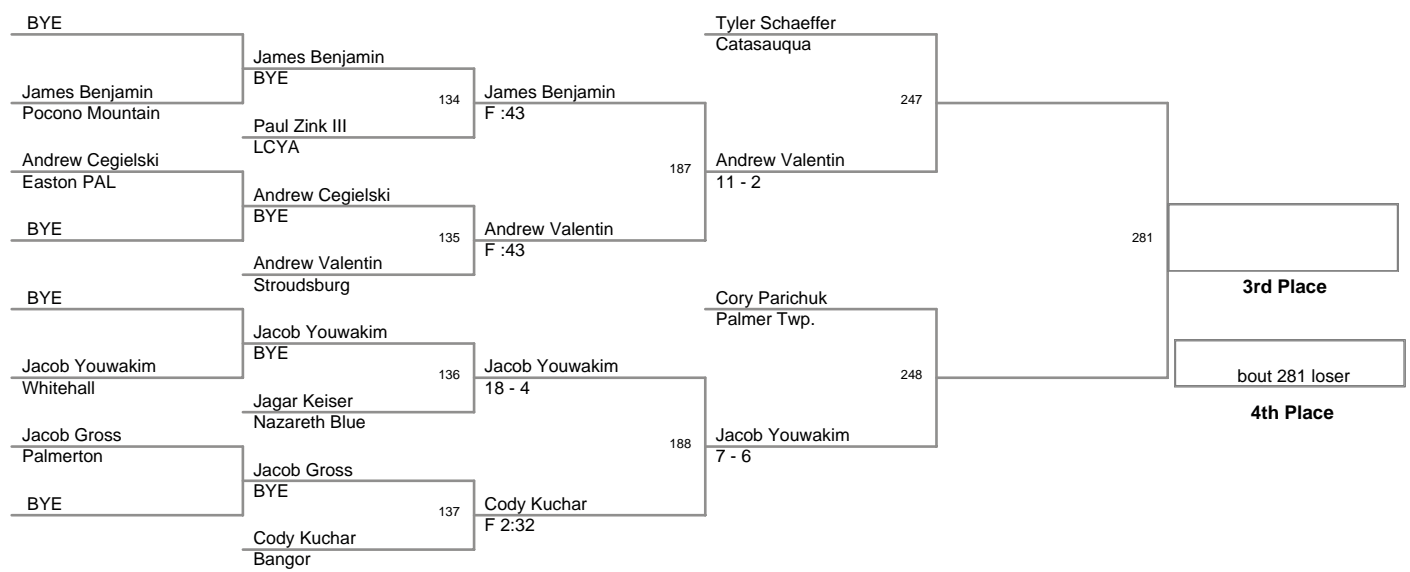 BYE
James Benjamin
Pocono Mountain
Andrew Cegielski
Easton PAL
BYE
BYE
Jacob Youwakim
Whitehall
Jacob Gross
Palmerton
BYE
James Benjamin
BYE
134
Paul Zink III
LCYA
Andrew Cegielski
BYE
135
Andrew Valentin
Stroudsburg
Jacob Youwakim
BYE
136
Jagar Keiser
Nazareth Blue
Jacob Gross
BYE
137
Cody Kuchar
Bangor
James Benjamin
F :43
187
Andrew Valentin
F :43
Jacob Youwakim
18 - 4
188
Cody Kuchar
F 2:32
Tyler Schaeffer
Catasauqua
247
Andrew Valentin
11 - 2
Cory Parichuk
Palmer Twp.
248
Jacob Youwakim
7 - 6
281
3rd Place
bout 281 loser
4th Place